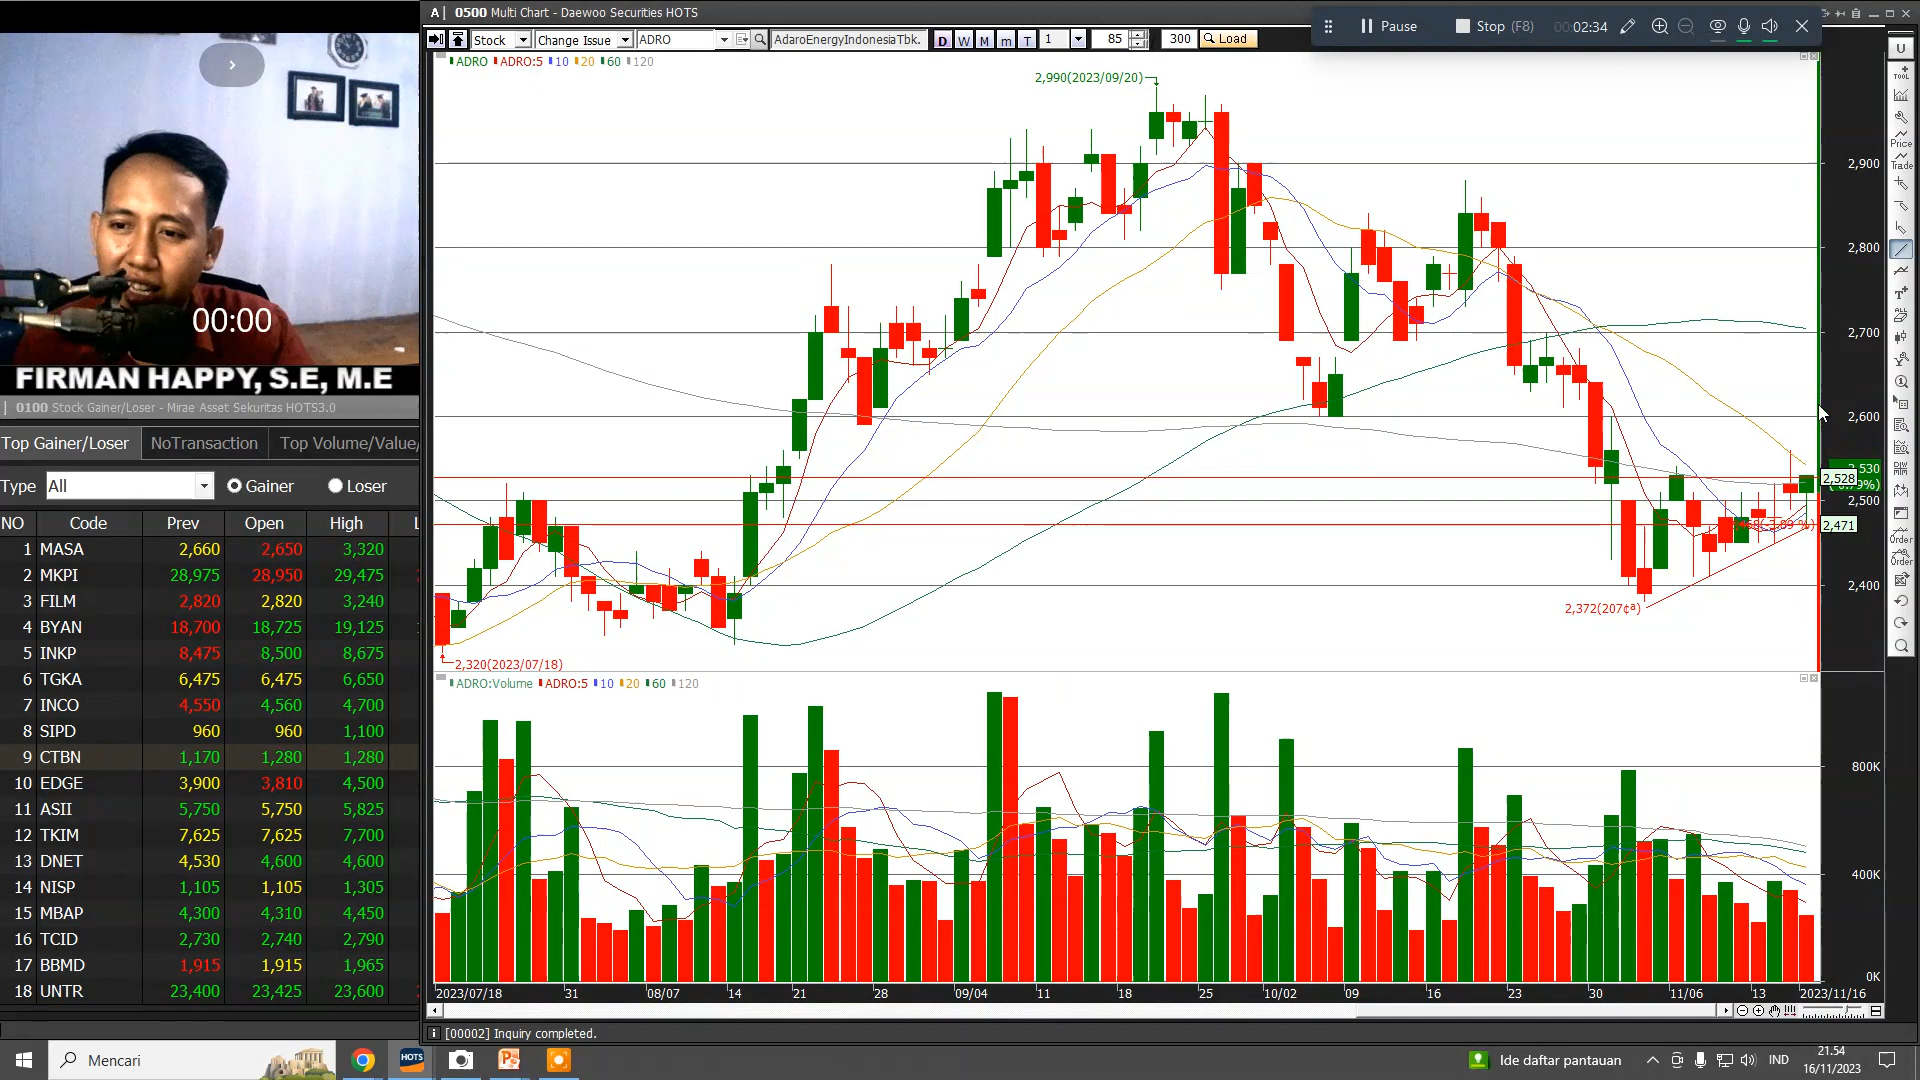 A 0500 Multi Chart - Daewoo Securities HOTS
Pause Stop (F8) 00:02:34
Stock Change Issue ADRO AdaroEnergyIndonesiaTbk. D W M m T 1 85 300 Load
ADRO ADRO:5 10 20 60 120
2,990(2023/09/20)
2,900
2,800
2,700
2,600
2,530
2,528
2,500
2,471
2,400
2,372(207
2,320(2023/07/18)
ADRO:Volume ADRO:5 10 20 60 120
800K
400K
0K
2023/07/18 31 08/07 14 21 28 09/04 11 18 25 10/02 09 16 23 30 11/06 13 2023/11/16
[00002] Inquiry completed.
U
TOOL
Price
Trade
Order
Order
00:00
FIRMAN HAPPY, S.E, M.E
0100 Stock Gainer/Loser - Mirae Asset Sekuritas HOTS3.0
Top Gainer/Loser NoTransaction Top Volume/Value/
Type All Gainer Loser
NO Code Prev Open High L
1 MASA 2,660 2,650 3,320
2 MKPI 28,975 28,950 29,475
3 FILM 2,820 2,820 3,240
4 BYAN 18,700 18,725 19,125
5 INKP 8,475 8,500 8,675
6 TGKA 6,475 6,475 6,650
7 INCO 4,550 4,560 4,700
8 SIPD 960 960 1,100
9 CTBN 1,170 1,280 1,280
10 EDGE 3,900 3,810 4,500
11 ASII 5,750 5,750 5,825
12 TKIM 7,625 7,625 7,700
13 DNET 4,530 4,600 4,600
14 NISP 1,105 1,105 1,305
15 MBAP 4,300 4,310 4,450
16 TCID 2,730 2,740 2,790
17 BBMD 1,915 1,915 1,965
18 UNTR 23,400 23,425 23,600
Mencari
HOTS
Ide daftar pantauan
IND
21.54
16/11/2023